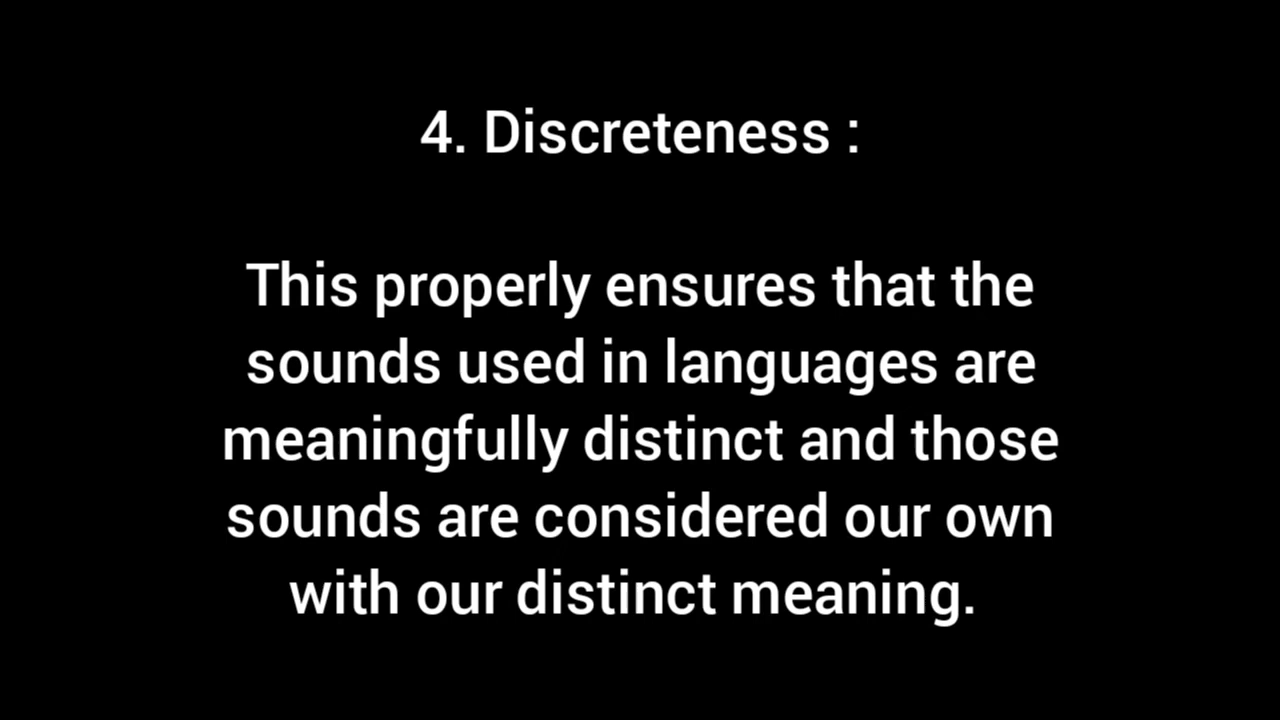 4. Discreteness :
This properly ensures that the
sounds used in languages are
meaningfully distinct and those
sounds are considered our own
with our distinct meaning.